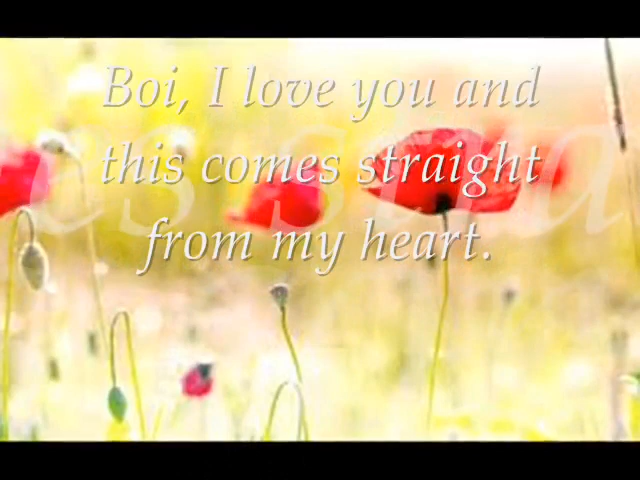 Boi, I love you and
this comes straight
from my heart.